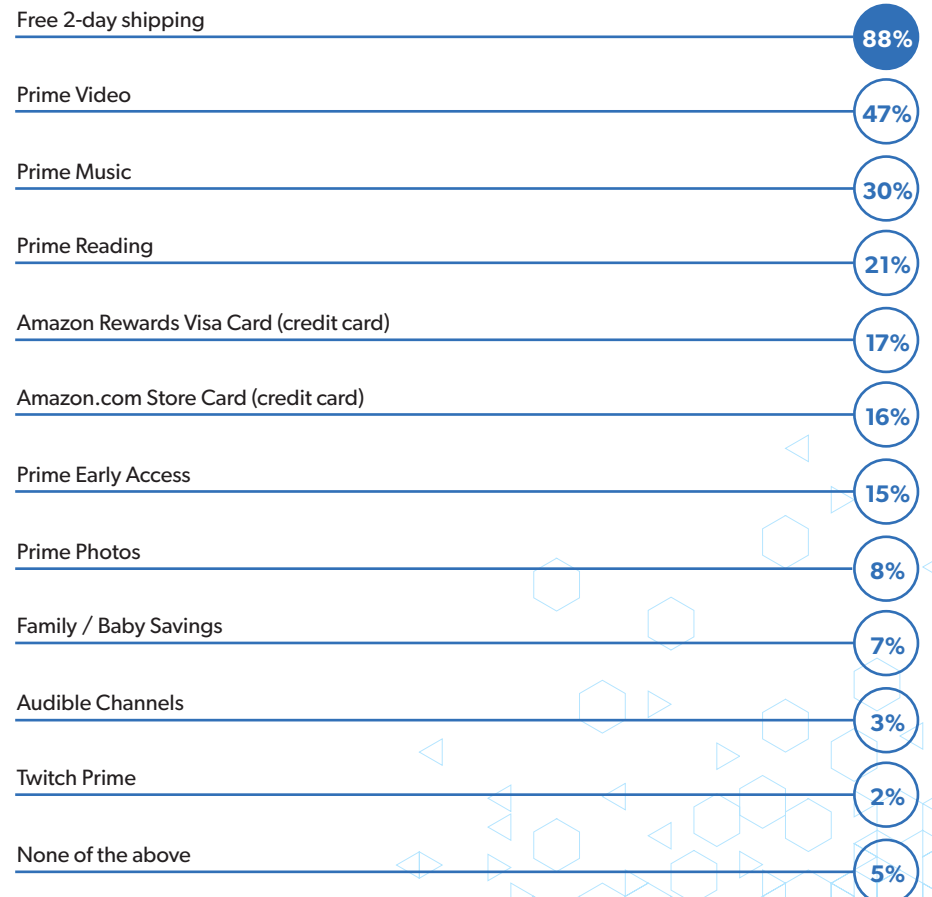 Free 2-day shipping
88%
Prime Video
47%
Prime Music
30%
Prime Reading
21%
Amazon Rewards Visa Card (credit card)
17%
Amazon.com Store Card (credit card)
16%
Prime Early Access
15%
Prime Photos
8%
Family / Baby Savings
7%
Audible Channels
3%
Twitch Prime
2%
None of the above
5%